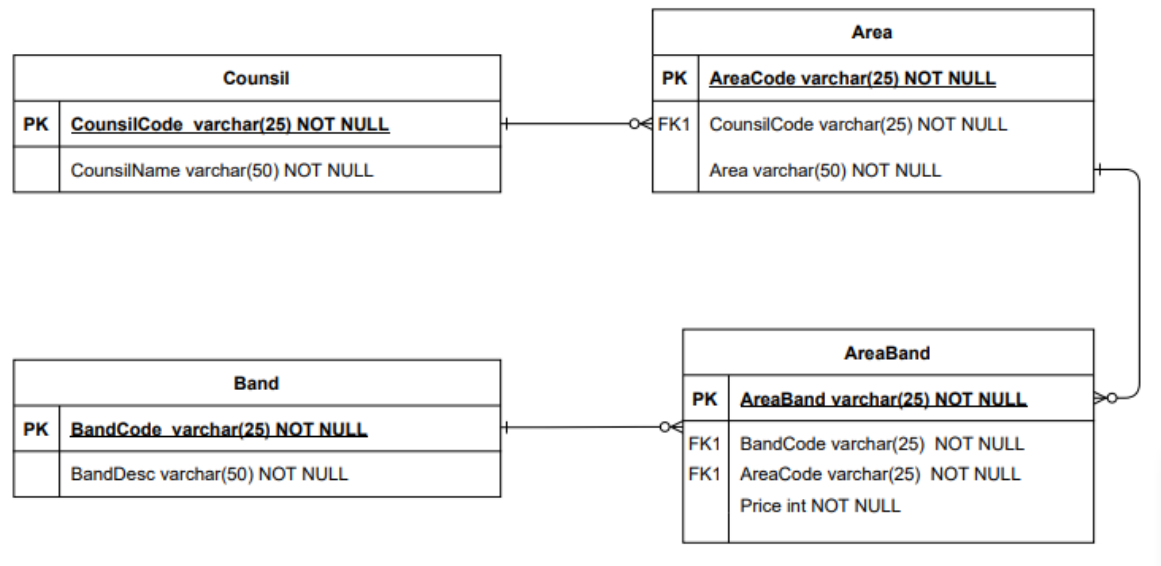 Counsil
PK CounsilCode varchar(25) NOT NULL
CounsilName varchar(50) NOT NULL
Area
PK AreaCode varchar(25) NOT NULL
FK1 CounsilCode varchar(25) NOT NULL
Area varchar(50) NOT NULL
Band
PK BandCode varchar(25) NOT NULL
BandDesc varchar(50) NOT NULL
AreaBand
PK AreaBand varchar(25) NOT NULL
FK1 BandCode varchar(25) NOT NULL
FK1 AreaCode varchar(25) NOT NULL
Price int NOT NULL